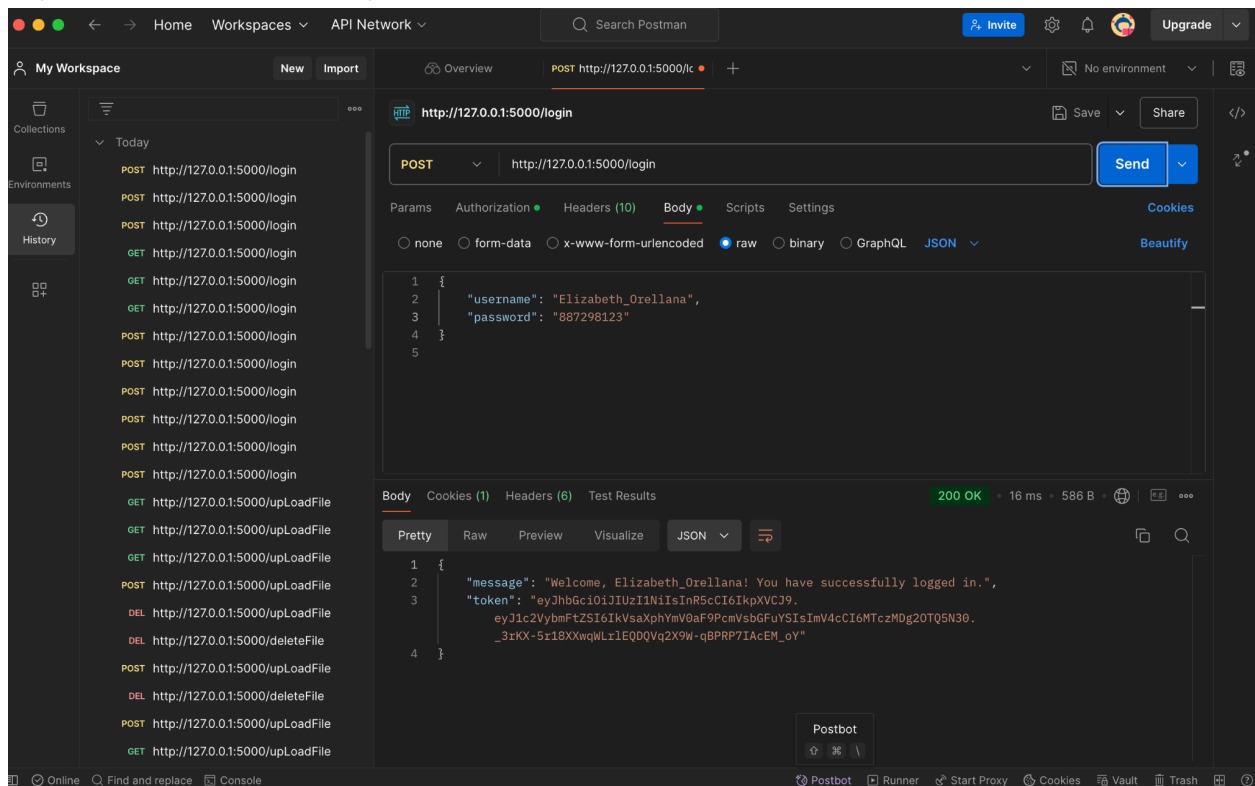 Home Workspaces API Network Search Postman Invite Upgrade
My Workspace New Import Overview POST http://127.0.0.1:5000/lc No environment
Collections
Environments
History
Today
POST http://127.0.0.1:5000/login
POST http://127.0.0.1:5000/login
POST http://127.0.0.1:5000/login
GET http://127.0.0.1:5000/login
GET http://127.0.0.1:5000/login
GET http://127.0.0.1:5000/login
POST http://127.0.0.1:5000/login
POST http://127.0.0.1:5000/login
POST http://127.0.0.1:5000/login
POST http://127.0.0.1:5000/login
POST http://127.0.0.1:5000/login
POST http://127.0.0.1:5000/login
GET http://127.0.0.1:5000/upLoadFile
GET http://127.0.0.1:5000/upLoadFile
GET http://127.0.0.1:5000/upLoadFile
POST http://127.0.0.1:5000/upLoadFile
DEL http://127.0.0.1:5000/upLoadFile
DEL http://127.0.0.1:5000/deleteFile
POST http://127.0.0.1:5000/upLoadFile
DEL http://127.0.0.1:5000/deleteFile
POST http://127.0.0.1:5000/upLoadFile
GET http://127.0.0.1:5000/upLoadFile
HTTP http://127.0.0.1:5000/login Save Share
POST http://127.0.0.1:5000/login Send
Params Authorization Headers (10) Body Scripts Settings Cookies
none form-data x-www-form-urlencoded raw binary GraphQL JSON Beautify
1 {
2 "username": "Elizabeth_Orellana",
3 "password": "887298123"
4 }
5
Body Cookies (1) Headers (6) Test Results 200 OK 16 ms 586 B e.g.
Pretty Raw Preview Visualize JSON
1 {
2 "message": "Welcome, Elizabeth_Orellana! You have successfully logged in.",
3 "token": "eyJhbGciOiJIUzI1NiIsInR5cCI6IkpXVCJ9.
eyJ1c2VybmFtZSI6IkVsaXphYmV0aF9PcmVsbGFuYSIsImV4cCI6MTczMDg2OTQ5N30.
_3rKX-5r18XXwqWLrlEQDQVq2X9W-qBPRP7IAcEM_oY"
4 }
Postbot
⇧ ⌘ \
Online Find and replace Console Postbot Runner Start Proxy Cookies Vault Trash